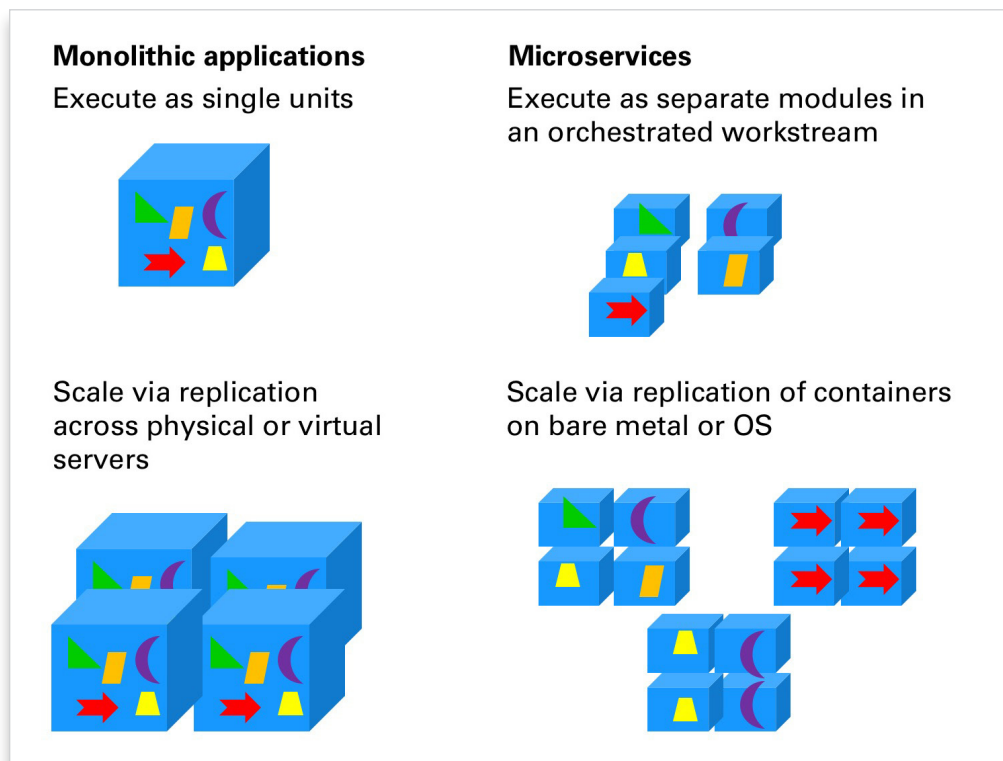 Monolithic applications
Execute as single units
Microservices
Execute as separate modules in
an orchestrated workstream
Scale via replication
across physical or virtual
servers
Scale via replication of containers
on bare metal or OS